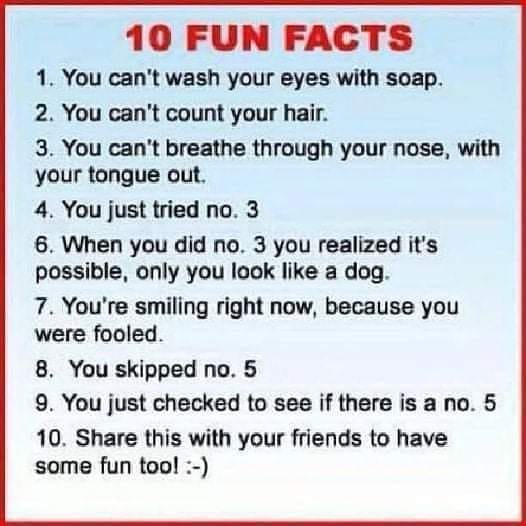 10 FUN FACTS
1. You can't wash your eyes with soap.
2. You can't count your hair.
3. You can't breathe through your nose, with
your tongue out.
4. You just tried no. 3
6. When you did no. 3 you realized it's
possible, only you look like a dog.
7. You're smiling right now, because you
were fooled.
8.  You skipped no. 5
9. You just checked to see if there is a no. 5
10. Share this with your friends to have
some fun too! :-)